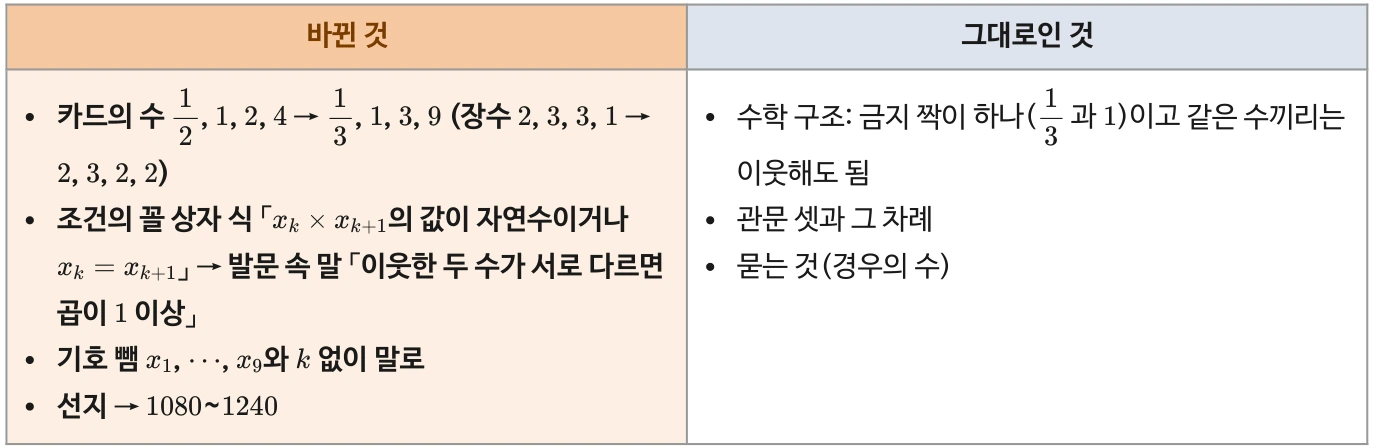 바뀐 것
그대로인 것
• 카드의 수 1/2, 1, 2, 4 → 1/3, 1, 3, 9 (장수 2, 3, 3, 1 →
2, 3, 2, 2)
• 조건의 꼴 상자 식 「x_k × x_{k+1}의 값이 자연수이거나
x_k = x_{k+1}」 → 발문 속 말 「이웃한 두 수가 서로 다르면
곱이 1 이상」
• 기호 뺌 x_1, ⋯, x_9와 k 없이 말로
• 선지 → 1080~1240
• 수학 구조: 금지 짝이 하나(1/3 과 1)이고 같은 수끼리는
이웃해도 됨
• 관문 셋과 그 차례
• 묻는 것(경우의 수)